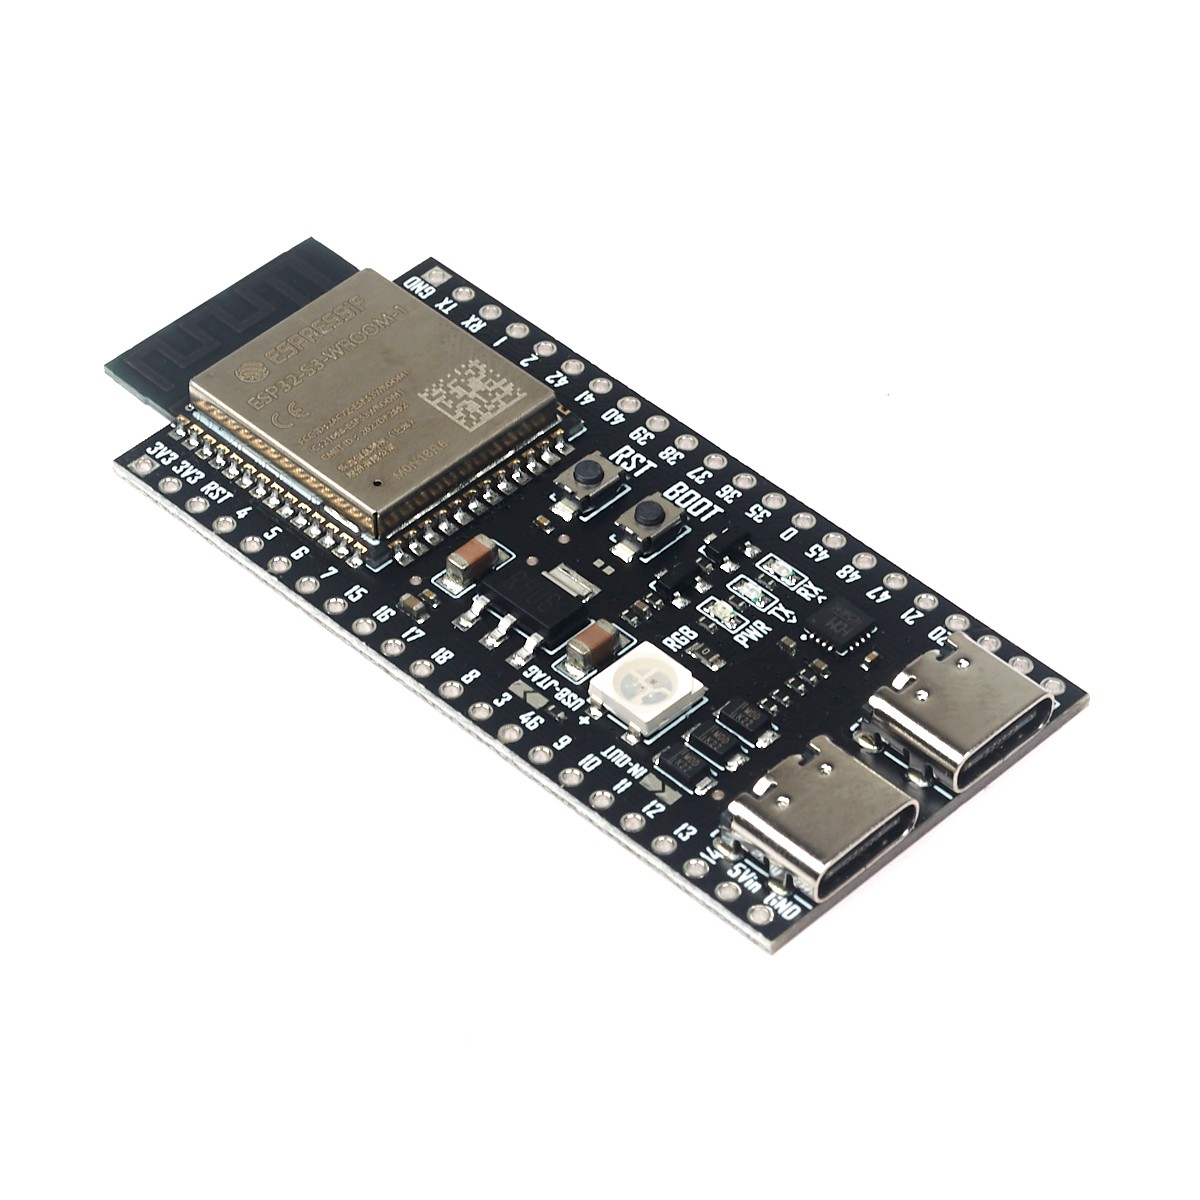 ESPRESSIF
ESP32-S3-WROOM-1
CE
GND
TX
RX
1
2
42
41
40
39
38
37
36
35
0
45
48
47
21
20
3V3
3V3
RST
4
5
6
7
15
16
17
18
8
3
46
9
10
11
12
13
14
5Vin
GND
RST
BOOT
RX
TX
PWR
RGB
USB-JTAG
IN-OUT